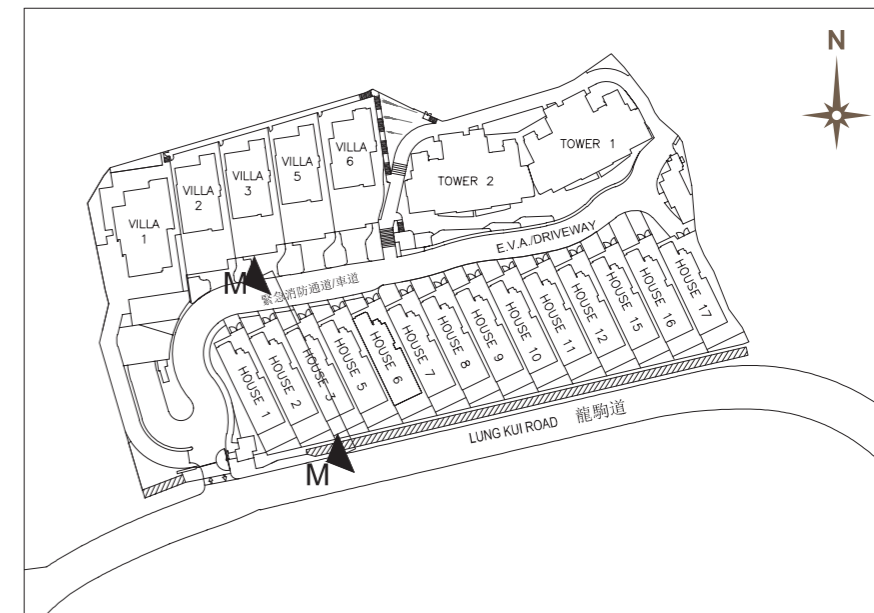 N
VILLA
1
VILLA
2
VILLA
3
VILLA
5
VILLA
6
TOWER 2
TOWER 1
E.V.A./DRIVEWAY
緊急消防通道/車道
M
HOUSE 1
HOUSE 2
HOUSE 3
HOUSE 5
HOUSE 6
HOUSE 7
HOUSE 8
HOUSE 9
HOUSE 10
HOUSE 11
HOUSE 12
HOUSE 15
HOUSE 16
HOUSE 17
M
LUNG KUI ROAD 龍駒道